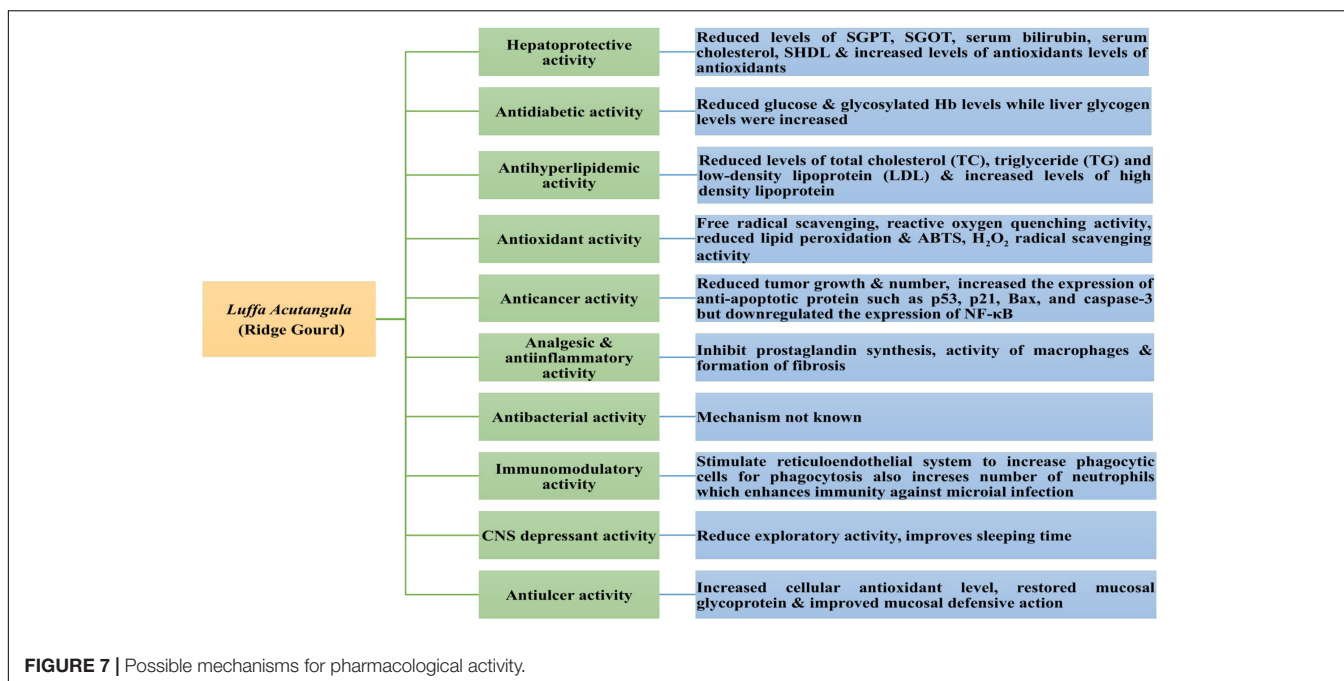 Hepatoprotective
activity
Reduced levels of SGPT, SGOT, serum bilirubin, serum
cholesterol, SHDL & increased levels of antioxidants levels of
antioxidants
Antidiabetic activity
Reduced glucose & glycosylated Hb levels while liver glycogen
levels were increased
Antihyperlipidemic
activity
Reduced levels of total cholesterol (TC), triglyceride (TG) and
low-density lipoprotein (LDL) & increased levels of high
density lipoprotein
Antioxidant activity
Free radical scavenging, reactive oxygen quenching activity,
reduced lipid peroxidation & ABTS, H₂O₂ radical scavenging
activity
Luffa Acutangula
(Ridge Gourd)
Anticancer activity
Reduced tumor growth & number, increased the expression of
anti-apoptotic protein such as p53, p21, Bax, and caspase-3
but downregulated the expression of NF-κB
Analgesic &
antiinflammatory
activity
Inhibit prostaglandin synthesis, activity of macrophages &
formation of fibrosis
Antibacterial activity
Mechanism not known
Immunomodulatory
activity
Stimulate reticuloendothelial system to increase phagocytic
cells for phagocytosis also increses number of neutrophils
which enhances immunity against microial infection
CNS depressant activity
Reduce exploratory activity, improves sleeping time
Antiulcer activity
Increased cellular antioxidant level, restored mucosal
glycoprotein & improved mucosal defensive action
FIGURE 7 | Possible mechanisms for pharmacological activity.